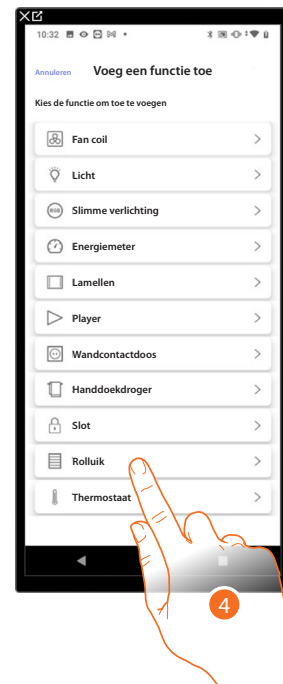 10:32
Annuleren Voeg een functie toe
Kies de functie om toe te voegen
Fan coil
Licht
RGB Slimme verlichting
Energiemeter
Lamellen
Player
Wandcontactdoos
Handdoekdroger
Slot
Rolluik
Thermostaat
4